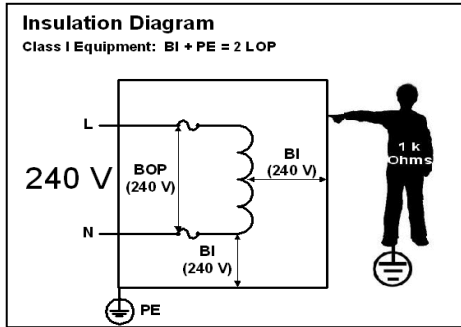 Insulation Diagram
Class I Equipment: BI + PE = 2 LOP
L
240 V
BOP
(240 V)
BI
(240 V)
N
BI
(240 V)
PE
1 k
Ohms